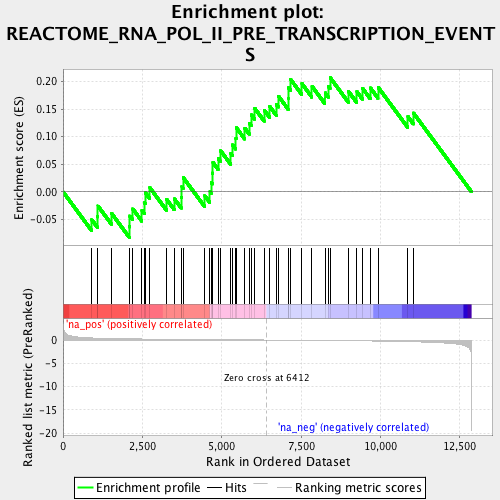 Enrichment plot:
REACTOME_RNA_POL_II_PRE_TRANSCRIPTION_EVENT
S
Enrichment score (ES)
0.20
0.15
0.10
0.05
0.00
-0.05
'na_pos' (positively correlated)
Ranked list metric (PreRanked)
0
-5
-10
-15
-20
Zero cross at 6412
'na_neg' (negatively correlated)
0
2,500
5,000
7,500
10,000
12,500
Rank in Ordered Dataset
Enrichment profile
Hits
Ranking metric scores